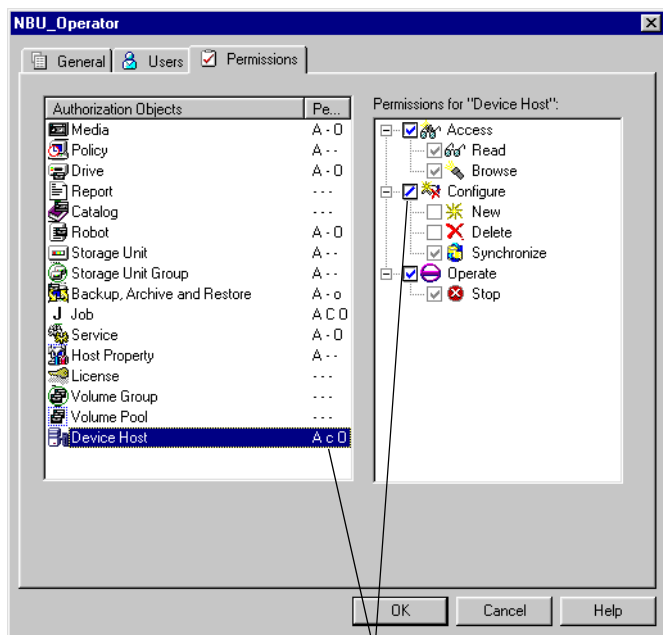 NBU_Operator
General Users Permissions
Authorization Objects Pe...
Media A - O
Policy A - -
Drive A - O
Report - - -
Catalog - - -
Robot A - O
Storage Unit A - -
Storage Unit Group A - -
Backup, Archive and Restore A - o
Job A C O
Service A - O
Host Property A - -
License - - -
Volume Group - - -
Volume Pool - - -
Device Host A c O
Permissions for "Device Host":
Access
Read
Browse
Configure
New
Delete
Synchronize
Operate
Stop
OK Cancel Help